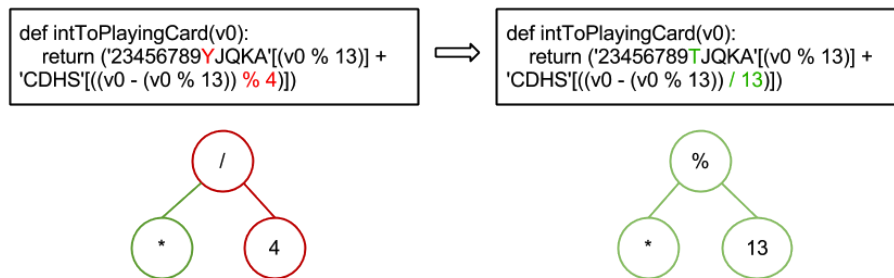 def intToPlayingCard(v0):
return ('23456789YJQKA'[(v0 % 13)] +
'CDHS'[((v0 - (v0 % 13)) % 4)])
def intToPlayingCard(v0):
return ('23456789TJQKA'[(v0 % 13)] +
'CDHS'[((v0 - (v0 % 13)) / 13)])
/
* 4
%
* 13